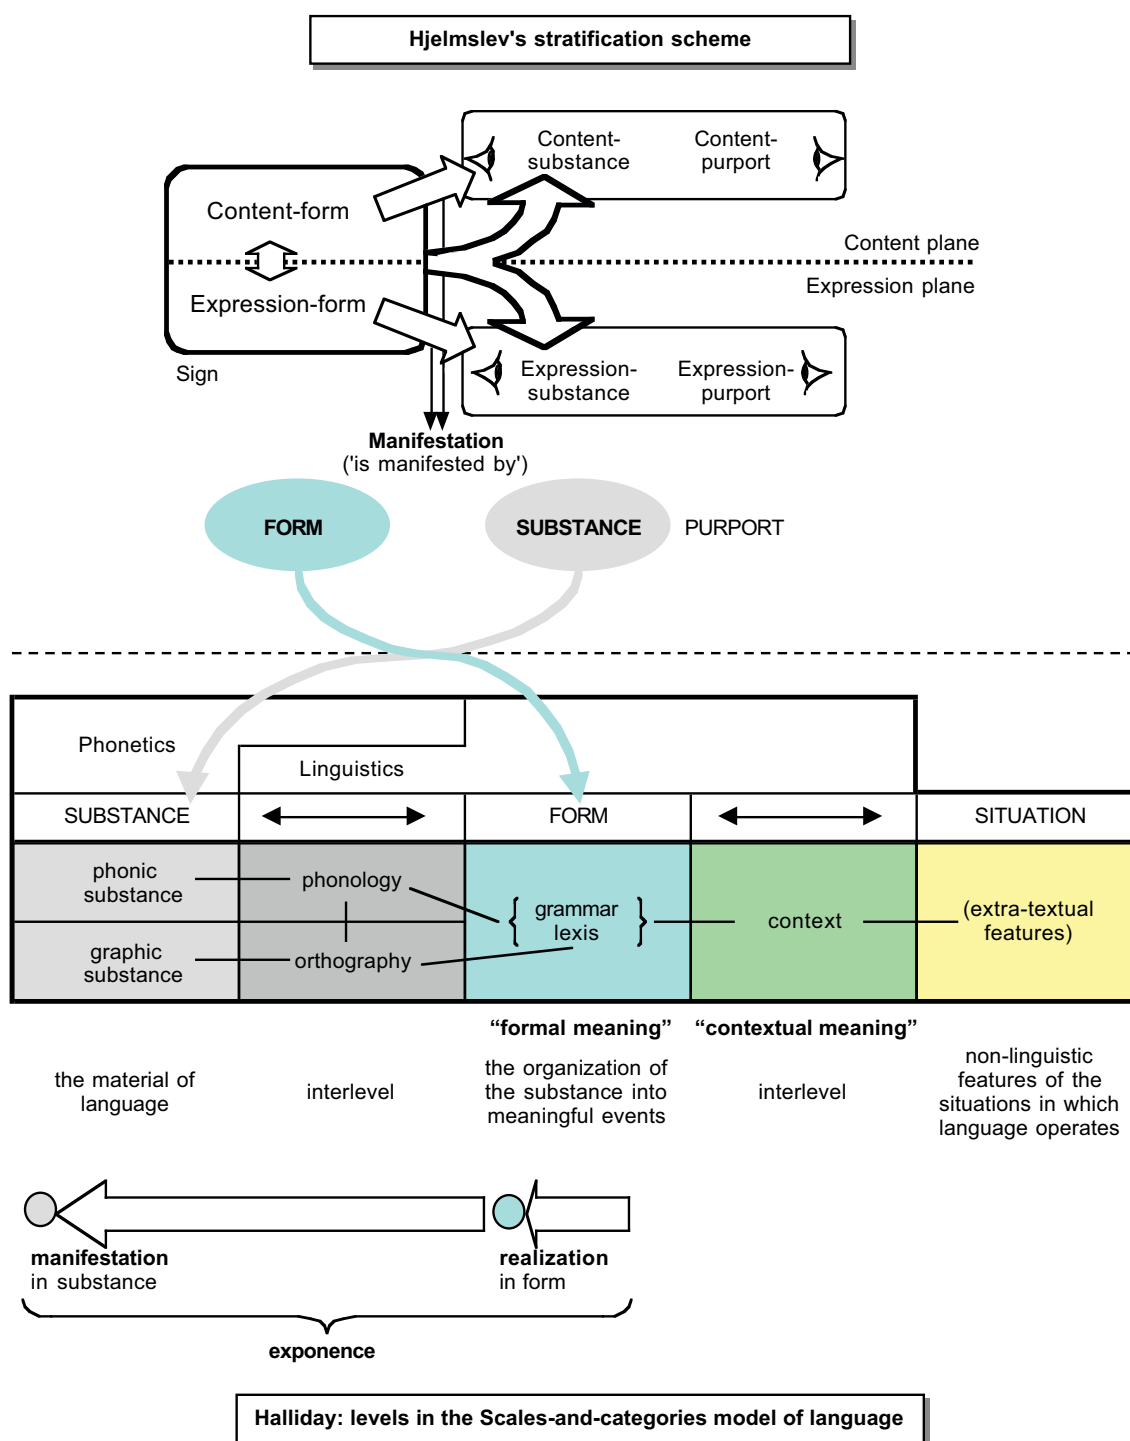 Hjelmslev's stratification scheme
Content-
substance
Content-
purport
Content-form
Content plane
Expression plane
Expression-form
Sign
Expression-
substance
Expression-
purport
Manifestation
('is manifested by')
FORM
SUBSTANCE
PURPORT
Phonetics
Linguistics
SUBSTANCE
FORM
SITUATION
phonic
substance
phonology
graphic
substance
orthography
grammar
lexis
context
(extra-textual
features)
“formal meaning”
“contextual meaning”
the material of
language
interlevel
the organization of
the substance into
meaningful events
interlevel
non-linguistic
features of the
situations in which
language operates
manifestation
in substance
realization
in form
exponence
Halliday: levels in the Scales-and-categories model of language